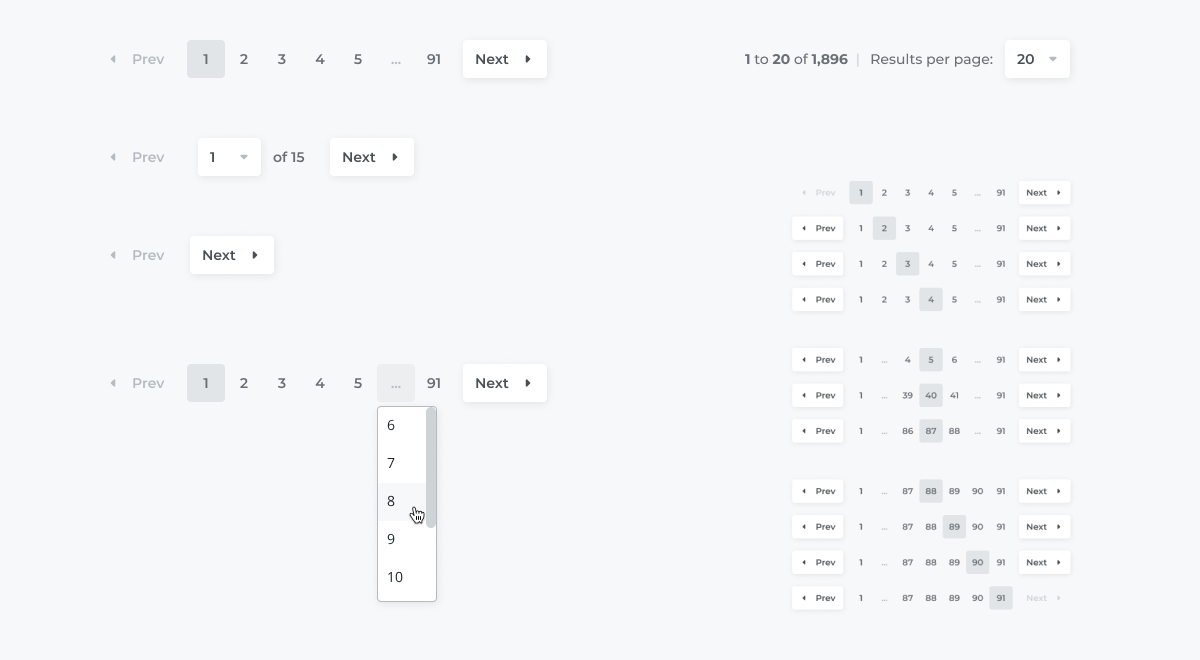 Prev 1 2 3 4 5 ... 91 Next
1 to 20 of 1,896 | Results per page: 20
Prev 1 of 15 Next
Prev 1 2 3 4 5 ... 91 Next
Prev 1 2 3 4 5 ... 91 Next
Prev Next
Prev 1 2 3 4 5 ... 91 Next
Prev 1 2 3 4 5 ... 91 Next
Prev 1 ... 4 5 6 ... 91 Next
Prev 1 2 3 4 5 ... 91 Next
Prev 1 ... 39 40 41 ... 91 Next
6
7
8
9
10
Prev 1 ... 86 87 88 ... 91 Next
Prev 1 ... 87 88 89 90 91 Next
Prev 1 ... 87 88 89 90 91 Next
Prev 1 ... 87 88 89 90 91 Next
Prev 1 ... 87 88 89 90 91 Next